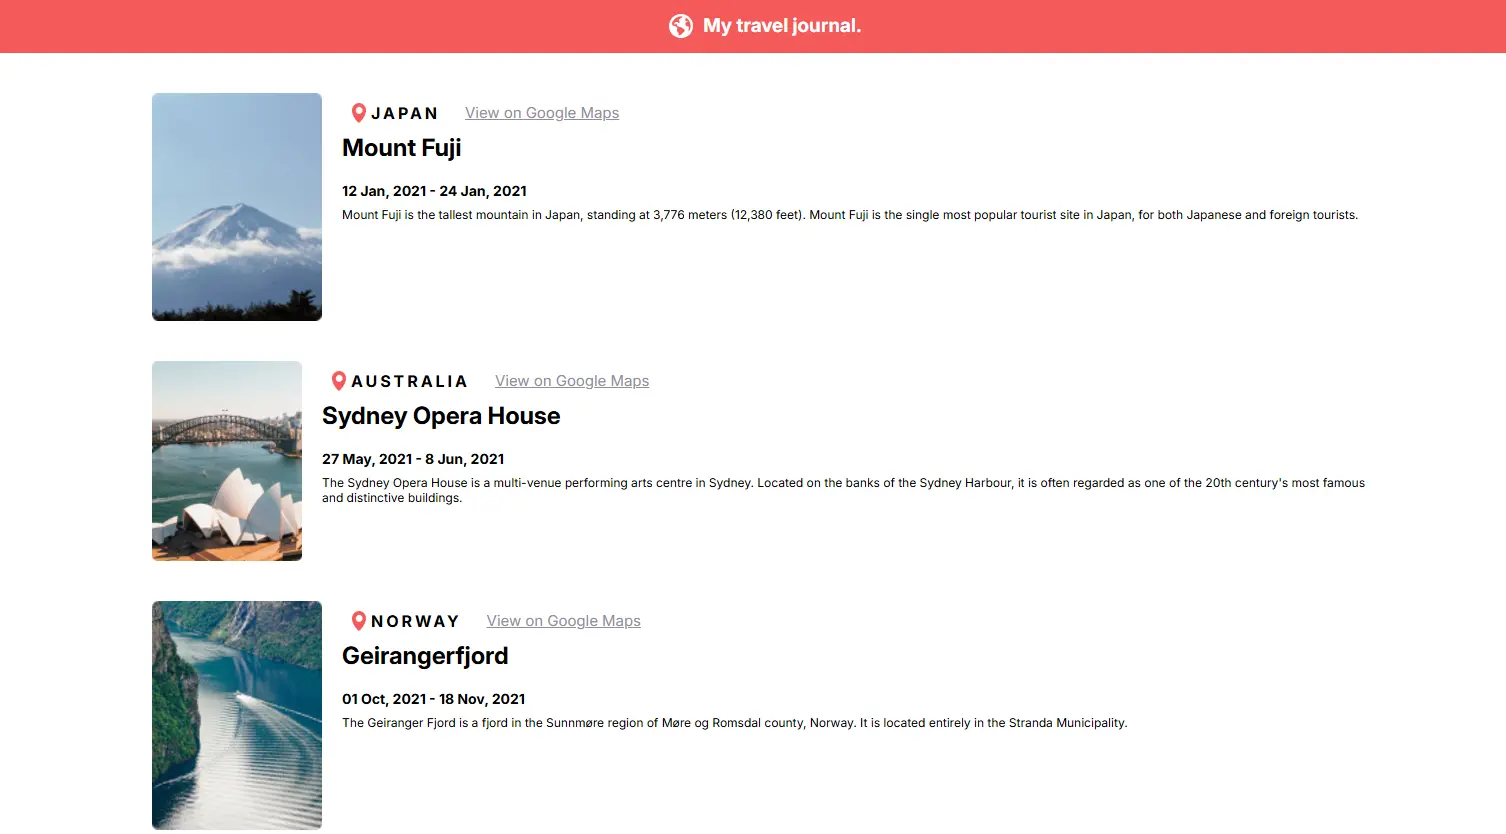 My travel journal.
JAPAN View on Google Maps
Mount Fuji
12 Jan, 2021 - 24 Jan, 2021
Mount Fuji is the tallest mountain in Japan, standing at 3,776 meters (12,380 feet). Mount Fuji is the single most popular tourist site in Japan, for both Japanese and foreign tourists.
AUSTRALIA View on Google Maps
Sydney Opera House
27 May, 2021 - 8 Jun, 2021
The Sydney Opera House is a multi-venue performing arts centre in Sydney. Located on the banks of the Sydney Harbour, it is often regarded as one of the 20th century's most famous
and distinctive buildings.
NORWAY View on Google Maps
Geirangerfjord
01 Oct, 2021 - 18 Nov, 2021
The Geiranger Fjord is a fjord in the Sunnmøre region of Møre og Romsdal county, Norway. It is located entirely in the Stranda Municipality.